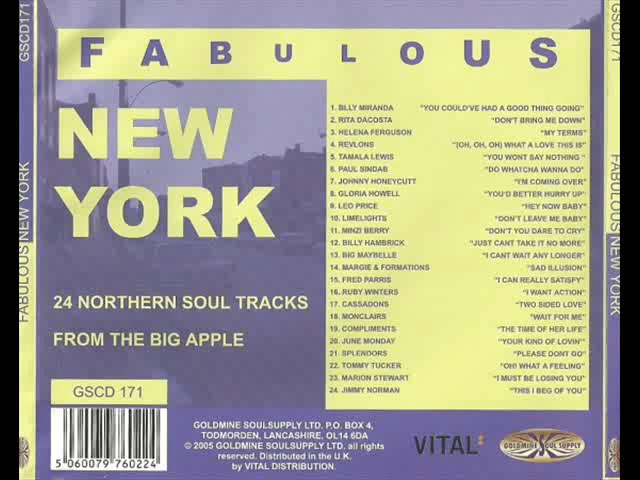 GSCD171
FABULOUS NEW YORK
FABULOUS
NEW
YORK
24 NORTHERN SOUL TRACKS
FROM THE BIG APPLE
GSCD 171
5 060079 760224
1. BILLY MIRANDA "YOU COULD'VE HAD A GOOD THING GOING"
2. RITA DACOSTA "DON'T BRING ME DOWN"
3. HELENA FERGUSON "MY TERMS"
4. REVLONS "(OH, OH, OH) WHAT A LOVE THIS IS"
5. TAMALA LEWIS "YOU WONT SAY NOTHING "
6. PAUL SINDAB "DO WHATCHA WANNA DO"
7. JOHNNY HONEYCUTT "I'M COMING OVER"
8. GLORIA HOWELL "YOU'D BETTER HURRY UP"
9. LEO PRICE "HEY NOW BABY"
10. LIMELIGHTS "DON'T LEAVE ME BABY"
11. MINZI BERRY "DON'T YOU DARE TO CRY"
12. BILLY HAMBRICK "JUST CANT TAKE IT NO MORE"
13. BIG MAYBELLE "I CANT WAIT ANY LONGER"
14. MARGIE & FORMATIONS "SAD ILLUSION"
15. FRED PARRIS "I CAN REALLY SATISFY"
16. RUBY WINTERS "I WANT ACTION"
17. CASSADONS "TWO SIDED LOVE"
18. MONCLAIRS "WAIT FOR ME"
19. COMPLIMENTS "THE TIME OF HER LIFE"
20. JUNE MONDAY "YOUR KIND OF LOVIN'"
21. SPLENDORS "PLEASE DONT GO"
22. TOMMY TUCKER "OH! WHAT A FEELING"
23. MARION STEWART "I MUST BE LOSING YOU"
24. JIMMY NORMAN "THIS I BEG OF YOU"
GOLDMINE SOULSUPPLY LTD. P.O. BOX 4,
TODMORDEN, LANCASHIRE, OL14 6DA
© 2005 GOLDMINE SOULSUPPLY LTD. all rights
reserved. Distributed in the U.K.
by VITAL DISTRIBUTION.
VITAL:
GOLDMINE SOUL SUPPLY
GSCD171
FABULOUS NEW YORK